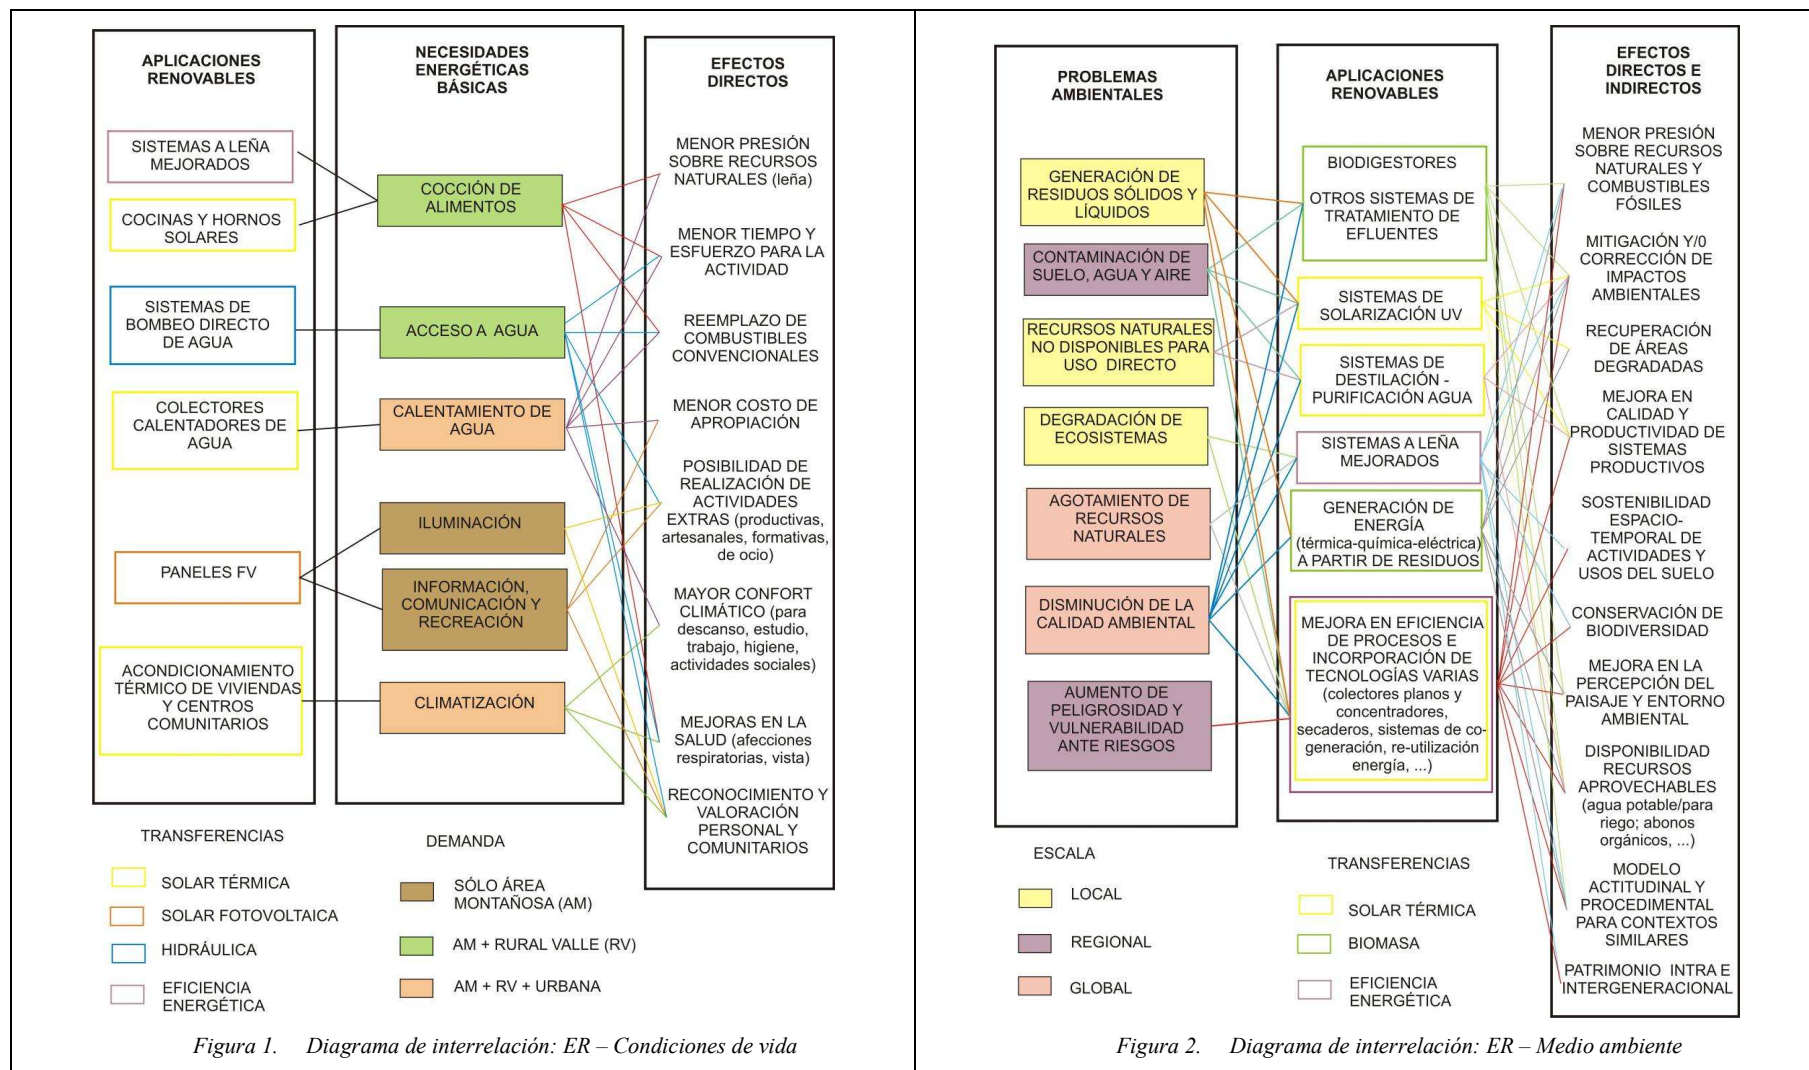 APLICACIONES
RENOVABLES
SISTEMAS A LEÑA
MEJORADOS
COCINAS Y HORNOS
SOLARES
SISTEMAS DE
BOMBEO DIRECTO
DE AGUA
COLECTORES
CALENTADORES DE
AGUA
PANELES FV
ACONDICIONAMIENTO
TÉRMICO DE VIVIENDAS
Y CENTROS
COMUNITARIOS
NECESIDADES
ENERGÉTICAS
BÁSICAS
COCCIÓN DE
ALIMENTOS
ACCESO A AGUA
CALENTAMIENTO DE
AGUA
ILUMINACIÓN
INFORMACIÓN,
COMUNICACIÓN Y
RECREACIÓN
CLIMATIZACIÓN
EFECTOS
DIRECTOS
MENOR PRESIÓN
SOBRE RECURSOS
NATURALES (leña)
MENOR TIEMPO Y
ESFUERZO PARA LA
ACTIVIDAD
REEMPLAZO DE
COMBUSTIBLES
CONVENCIONALES
MENOR COSTO DE
APROPIACIÓN
POSIBILIDAD DE
REALIZACIÓN DE
ACTIVIDADES
EXTRAS (productivas,
artesanales, formativas,
de ocio)
MAYOR CONFORT
CLIMÁTICO (para
descanso, estudio,
trabajo, higiene,
actividades sociales)
MEJORAS EN LA
SALUD (afecciones
respiratorias, vista)
RECONOCIMIENTO Y
VALORACIÓN
PERSONAL Y
COMUNITARIOS
TRANSFERENCIAS
SOLAR TÉRMICA
SOLAR FOTOVOLTAICA
HIDRÁULICA
EFICIENCIA
ENERGÉTICA
DEMANDA
SÓLO ÁREA
MONTAÑOSA (AM)
AM + RURAL VALLE (RV)
AM + RV + URBANA
Figura 1. Diagrama de interrelación: ER – Condiciones de vida
PROBLEMAS
AMBIENTALES
GENERACIÓN DE
RESIDUOS SÓLIDOS Y
LÍQUIDOS
CONTAMINACIÓN DE
SUELO, AGUA Y AIRE
RECURSOS NATURALES
NO DISPONIBLES PARA
USO DIRECTO
DEGRADACIÓN DE
ECOSISTEMAS
AGOTAMIENTO DE
RECURSOS
NATURALES
DISMINUCIÓN DE LA
CALIDAD AMBIENTAL
AUMENTO DE
PELIGROSIDAD Y
VULNERABILIDAD
ANTE RIESGOS
APLICACIONES
RENOVABLES
BIODIGESTORES
OTROS SISTEMAS DE
TRATAMIENTO DE
EFLUENTES
SISTEMAS DE
SOLARIZACIÓN UV
SISTEMAS DE
DESTILACIÓN -
PURIFICACIÓN AGUA
SISTEMAS A LEÑA
MEJORADOS
GENERACIÓN DE
ENERGÍA
(térmica-química-eléctrica)
A PARTIR DE RESIDUOS
MEJORA EN EFICIENCIA
DE PROCESOS E
INCORPORACIÓN DE
TECNOLOGÍAS VARIAS
(colectores planos y
concentradores,
secaderos, sistemas de co-
generación, re-utilización
energía, ...)
EFECTOS
DIRECTOS E
INDIRECTOS
MENOR PRESIÓN
SOBRE RECURSOS
NATURALES Y
COMBUSTIBLES
FÓSILES
MITIGACIÓN Y/0
CORRECCIÓN DE
IMPACTOS
AMBIENTALES
RECUPERACIÓN
DE ÁREAS
DEGRADADAS
MEJORA EN
CALIDAD Y
PRODUCTIVIDAD DE
SISTEMAS
PRODUCTIVOS
SOSTENIBILIDAD
ESPACIO-
TEMPORAL DE
ACTIVIDADES Y
USOS DEL SUELO
CONSERVACIÓN DE
BIODIVERSIDAD
MEJORA EN LA
PERCEPCIÓN DEL
PAISAJE Y ENTORNO
AMBIENTAL
DISPONIBILIDAD
RECURSOS
APROVECHABLES
(agua potable/para
riego; abonos
orgánicos, ...)
MODELO
ACTITUDINAL Y
PROCEDIMENTAL
PARA CONTEXTOS
SIMILARES
PATRIMONIO INTRA E
INTERGENERACIONAL
ESCALA
LOCAL
REGIONAL
GLOBAL
TRANSFERENCIAS
SOLAR TÉRMICA
BIOMASA
EFICIENCIA
ENERGÉTICA
Figura 2. Diagrama de interrelación: ER – Medio ambiente